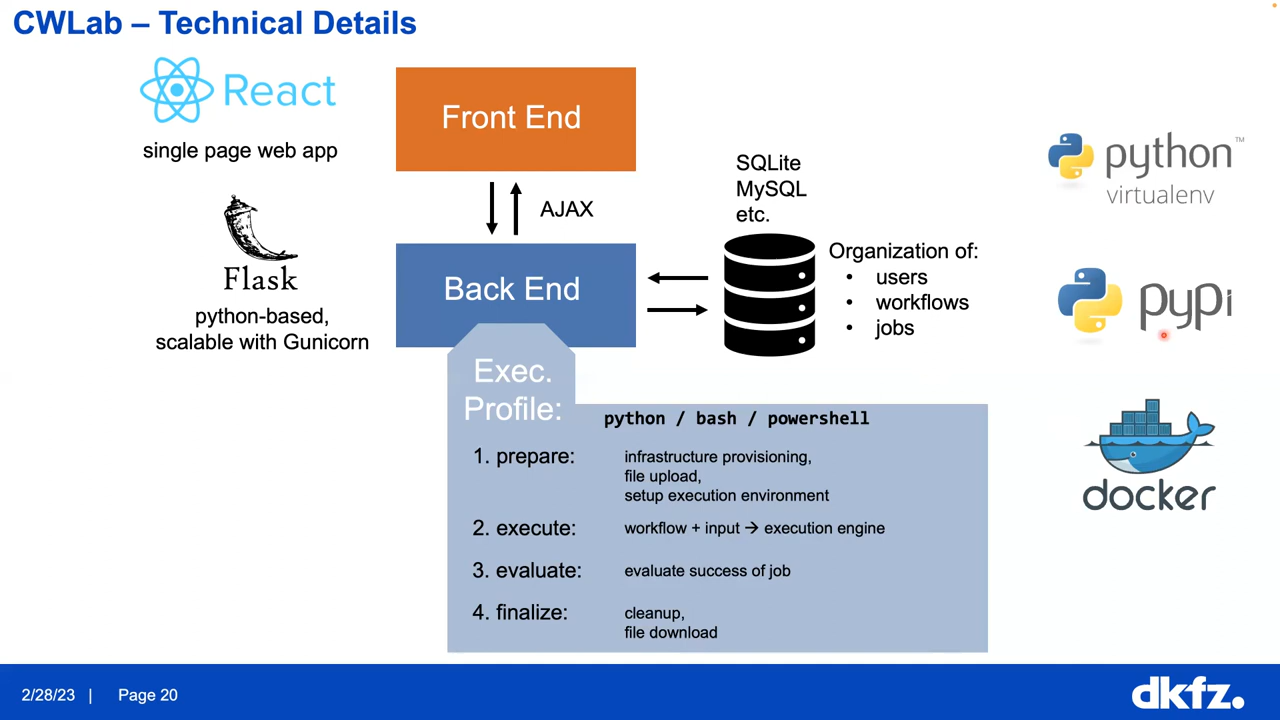 CWLab – Technical Details
React
single page web app
Front End
AJAX
Flask
python-based,
scalable with Gunicorn
Back End
SQLite
MySQL
etc.
Organization of:
• users
• workflows
• jobs
python™
virtualenv
pypi
docker
Exec.
Profile:
python / bash / powershell
1. prepare:
infrastructure provisioning,
file upload,
setup execution environment
2. execute:
workflow + input → execution engine
3. evaluate:
evaluate success of job
4. finalize:
cleanup,
file download
2/28/23 | Page 20
dkfz.